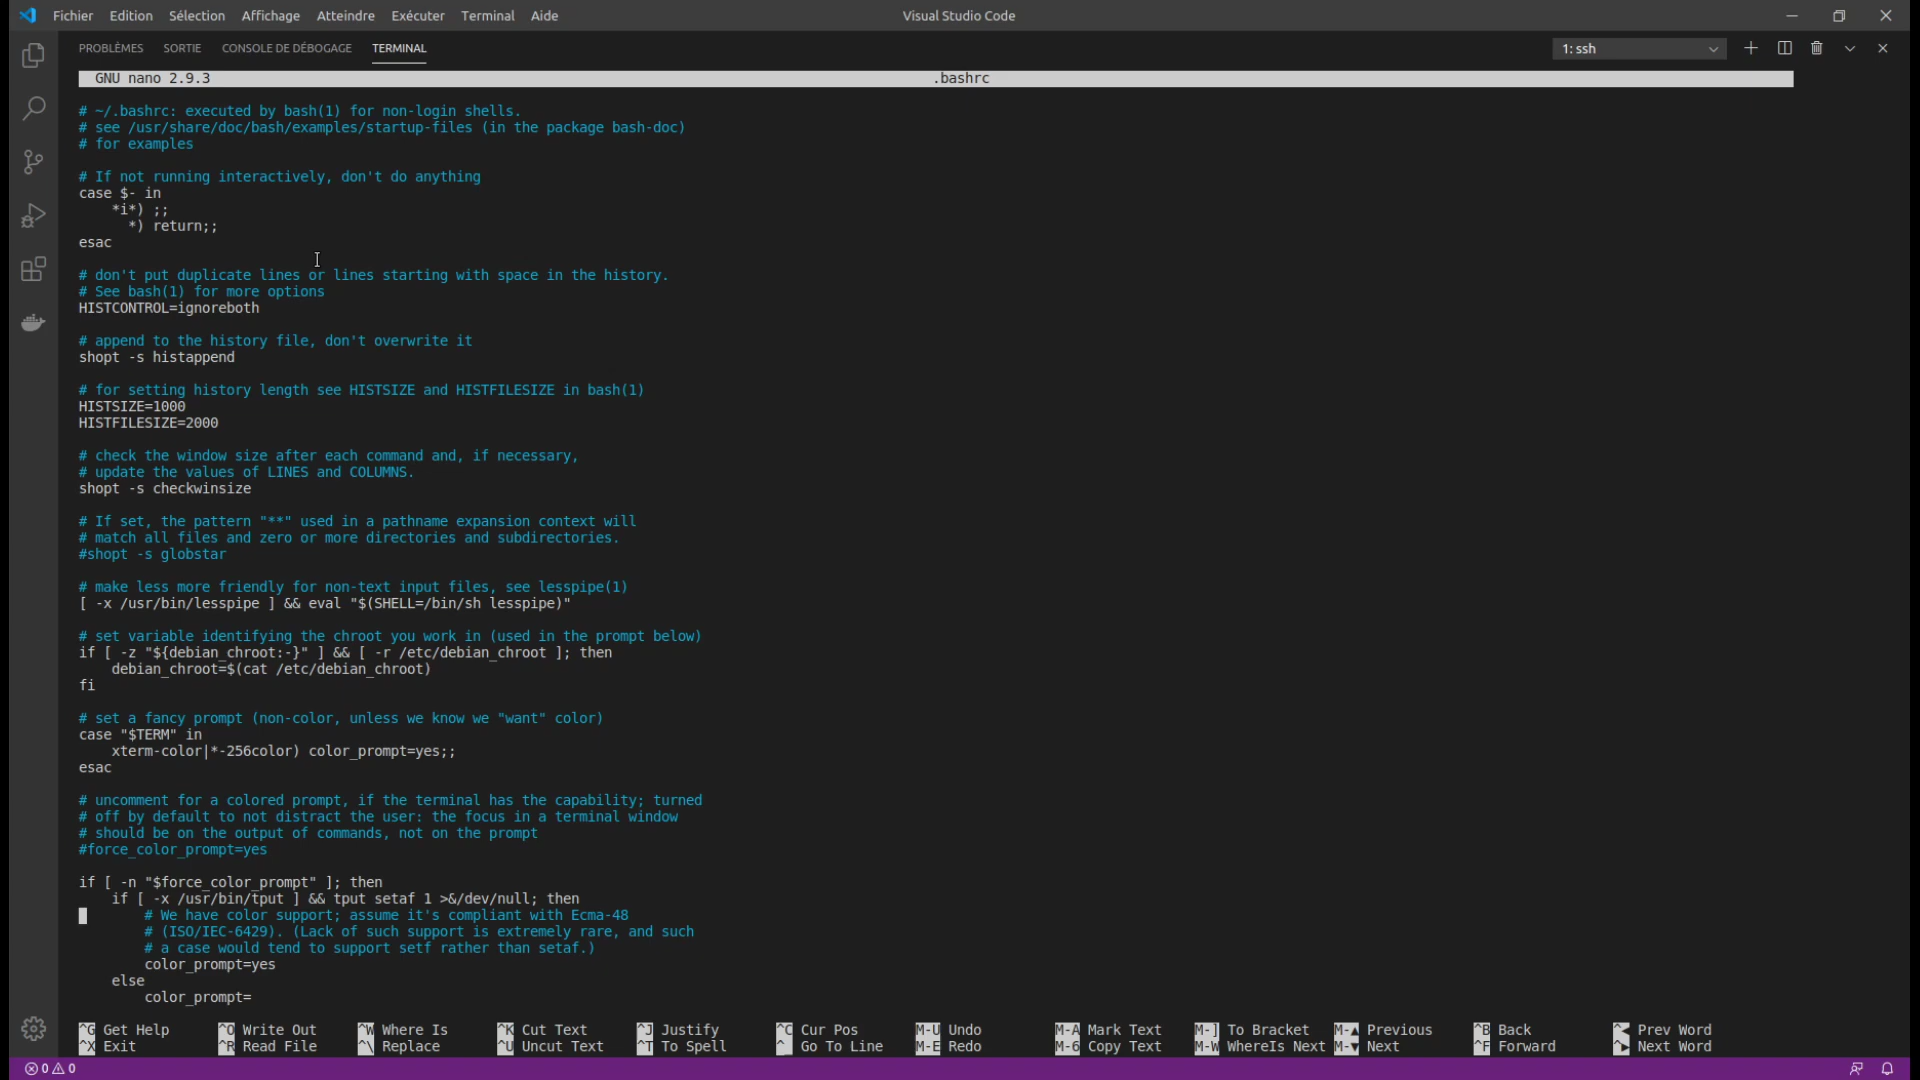 Fichier Edition Sélection Affichage Atteindre Exécuter Terminal Aide Visual Studio Code
PROBLÈMES SORTIE CONSOLE DE DÉBOGAGE TERMINAL 1: ssh
GNU nano 2.9.3 .bashrc
# ~/.bashrc: executed by bash(1) for non-login shells.
# see /usr/share/doc/bash/examples/startup-files (in the package bash-doc)
# for examples
# If not running interactively, don't do anything
case $- in
*i*) ;;
*) return;;
esac
# don't put duplicate lines or lines starting with space in the history.
# See bash(1) for more options
HISTCONTROL=ignoreboth
# append to the history file, don't overwrite it
shopt -s histappend
# for setting history length see HISTSIZE and HISTFILESIZE in bash(1)
HISTSIZE=1000
HISTFILESIZE=2000
# check the window size after each command and, if necessary,
# update the values of LINES and COLUMNS.
shopt -s checkwinsize
# If set, the pattern "**" used in a pathname expansion context will
# match all files and zero or more directories and subdirectories.
#shopt -s globstar
# make less more friendly for non-text input files, see lesspipe(1)
[ -x /usr/bin/lesspipe ] && eval "$(SHELL=/bin/sh lesspipe)"
# set variable identifying the chroot you work in (used in the prompt below)
if [ -z "${debian_chroot:-}" ] && [ -r /etc/debian_chroot ]; then
debian_chroot=$(cat /etc/debian_chroot)
fi
# set a fancy prompt (non-color, unless we know we "want" color)
case "$TERM" in
xterm-color|*-256color) color_prompt=yes;;
esac
# uncomment for a colored prompt, if the terminal has the capability; turned
# off by default to not distract the user: the focus in a terminal window
# should be on the output of commands, not on the prompt
#force_color_prompt=yes
if [ -n "$force_color_prompt" ]; then
if [ -x /usr/bin/tput ] && tput setaf 1 >&/dev/null; then
# We have color support; assume it's compliant with Ecma-48
# (ISO/IEC-6429). (Lack of such support is extremely rare, and such
# a case would tend to support setf rather than setaf.)
color_prompt=yes
else
color_prompt=
^G Get Help ^O Write Out ^W Where Is ^K Cut Text ^J Justify ^C Cur Pos M-U Undo M-A Mark Text M-] To Bracket M-▲ Previous ^B Back ^◀ Prev Word
^X Exit ^R Read File ^\ Replace ^U Uncut Text ^T To Spell ^_ Go To Line M-E Redo M-6 Copy Text M-W WhereIs Next M-▼ Next ^F Forward ^▶ Next Word
0 0